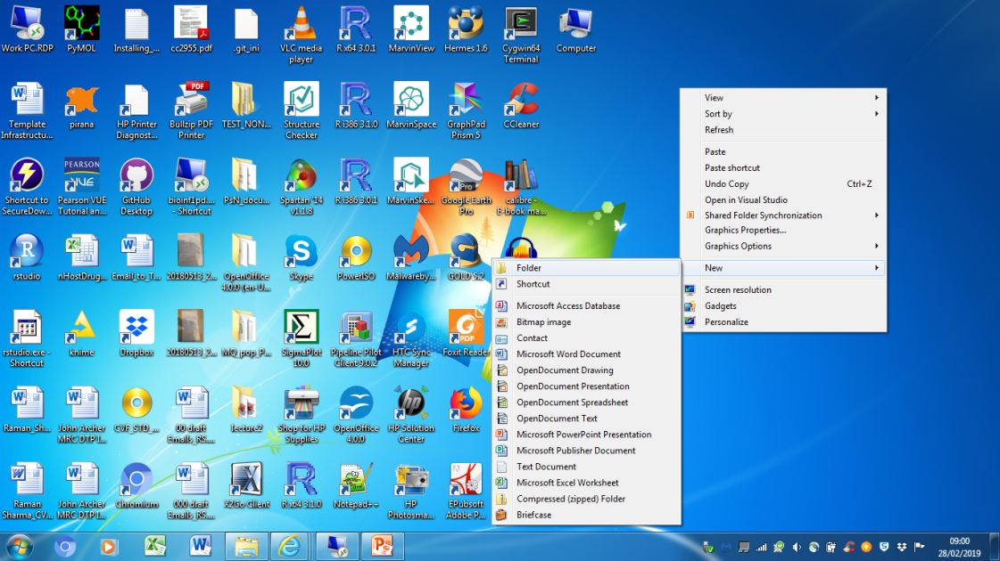 Work PC.RDP
PyMOL
Installing_...
cc2955.pdf
.git_ini
VLC media
player
R x64 3.0.1
MarvinView
Hermes 1.6
Cygwin64
Terminal
Computer
Template
Infrastructu...
pirana
HP Printer
Diagnost...
PDF
Bullzip PDF
Printer
TEST_NON...
Structure
Checker
R i386 3.1.0
MarvinSpace
GraphPad
Prism 5
CCleaner
Shortcut to
SecureDow...
PEARSON
VUE
Pearson VUE
Tutorial an...
GitHub
Desktop
bioinf1pd...
- Shortcut
PsN_docu...
Spartan '14
v1.1.8
R i386 3.0.1
MarvinSke...
Pro
Google Earth
Pro
calibre -
E-book ma...
rstudio
nHostDrug...
Email_to_T...
20180513_2...
OpenOffice
4.0.0 (en-U...
Skype
PowerISO
Malwareby...
GOLD 5.2
rstudio.exe -
Shortcut
knime
Dropbox
20180513_2...
MQ_pop_P...
SigmaPlot
10.0
Pipeline Pilot
Client 9.0.2
HTC Sync
Manager
PDF
Foxit Reader
Raman_Sh...
John Archer
MRC DTP I...
CVF_STD_...
00 draft
Emails_RS....
lecture2
Shop for HP
Supplies
OpenOffice
4.0.0
HP Solution
Center
Firefox
Raman
Sharma_CV...
John Archer
MRC DTP I...
Chromium
000 draft
Emails_RS....
X2Go Client
R x64 3.1.0
Notepad++
HP
Photosma...
EPubsoft
Adobe P...
View
Sort by
Refresh
Paste
Paste shortcut
Undo Copy Ctrl+Z
Open in Visual Studio
Shared Folder Synchronization
Graphics Properties...
Graphics Options
New
Screen resolution
Gadgets
Personalize
Folder
Shortcut
Microsoft Access Database
Bitmap image
Contact
Microsoft Word Document
OpenDocument Drawing
OpenDocument Presentation
OpenDocument Spreadsheet
OpenDocument Text
Microsoft PowerPoint Presentation
Microsoft Publisher Document
Text Document
Microsoft Excel Worksheet
Compressed (zipped) Folder
Briefcase
09:00
28/02/2019